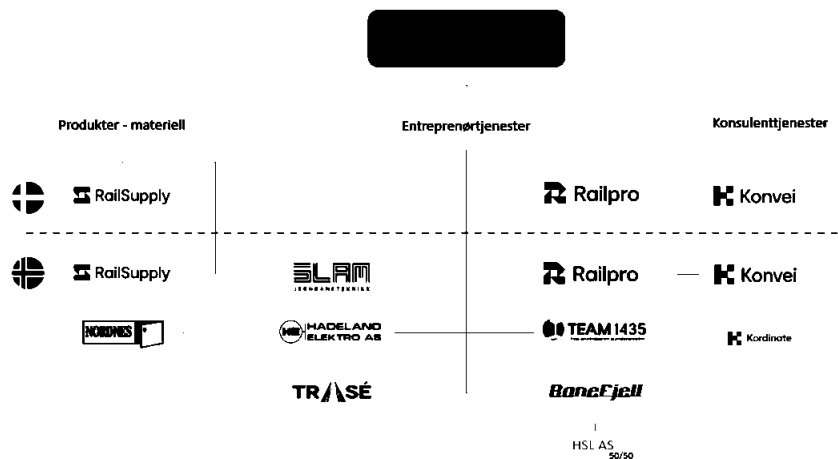 Produkter - materiell
Entreprenørtjenester
Konsulenttjenester
RailSupply
Railpro
Konvei
RailSupply
SLAM
JERNBANETEKNIKK
Railpro
Konvei
NORDNES
HADELAND
ELEKTRO AS
TEAM 1435
Kordinate
TRASÉ
BaneFjell
HSL AS
50/50